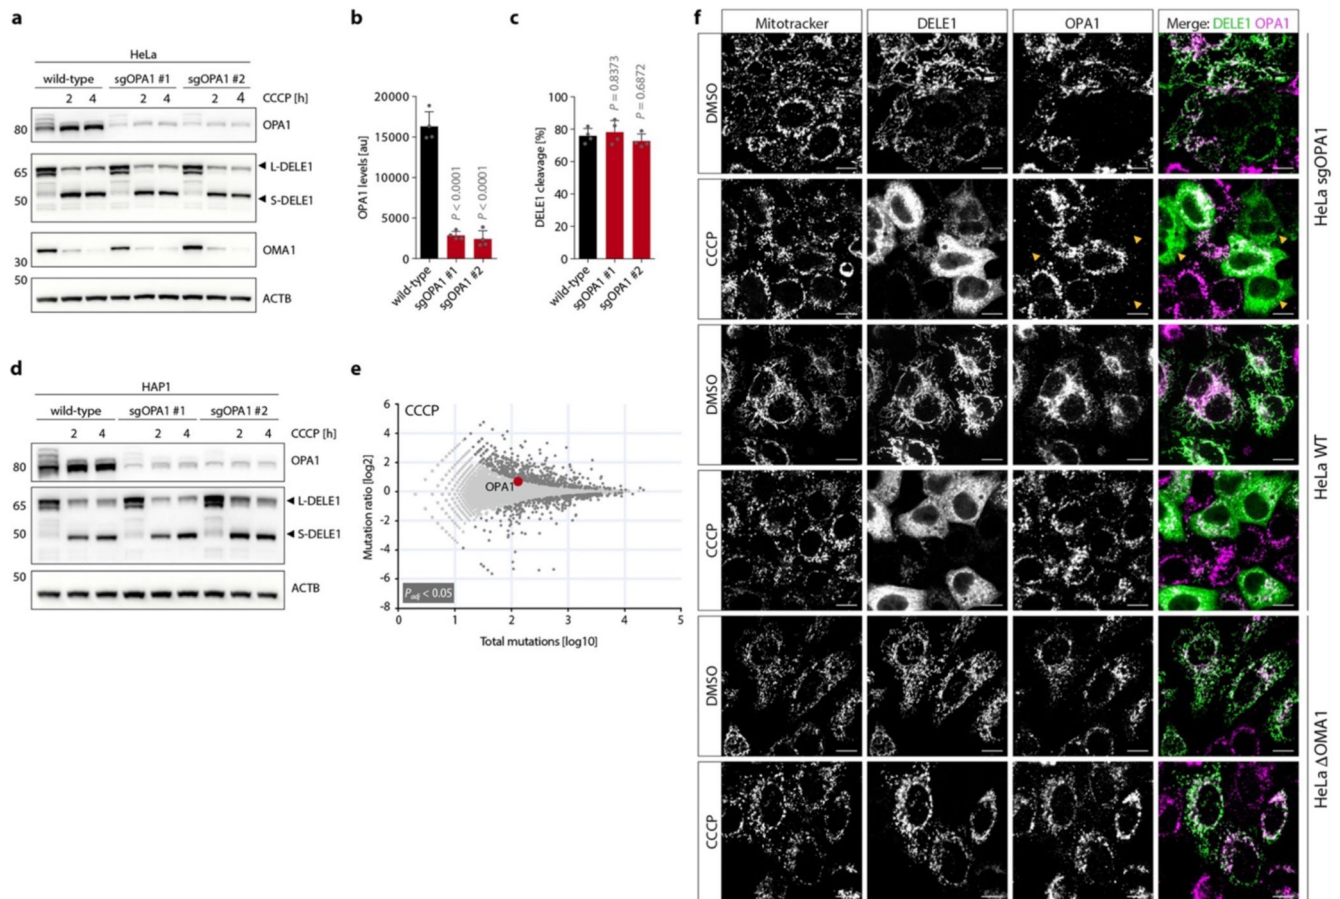 a
HeLa
wild-type sgOPA1 #1 sgOPA1 #2
2 4 2 4 2 4 CCCP [h]
80 OPA1
65 L-DELE1
50 S-DELE1
30 OMA1
50 ACTB
b
OPA1 levels [au]
20000
15000
10000
5000
0
P < 0.0001
P < 0.0001
wild-type
sgOPA1 #1
sgOPA1 #2
c
DELE1 cleavage [%]
100
80
60
40
20
0
P = 0.8373
P = 0.6872
wild-type
sgOPA1 #1
sgOPA1 #2
d
HAP1
wild-type sgOPA1 #1 sgOPA1 #2
2 4 2 4 2 4 CCCP [h]
80 OPA1
65 L-DELE1
50 S-DELE1
50 ACTB
e
CCCP
Mutation ratio [log2]
6
4
2
0
-2
-4
-6
-8
OPA1
Padj < 0.05
0 1 2 3 4 5
Total mutations [log10]
f
Mitotracker DELE1 OPA1 Merge: DELE1 OPA1
DMSO
CCCP
HeLa sgOPA1
DMSO
CCCP
HeLa WT
DMSO
CCCP
HeLa ΔOMA1